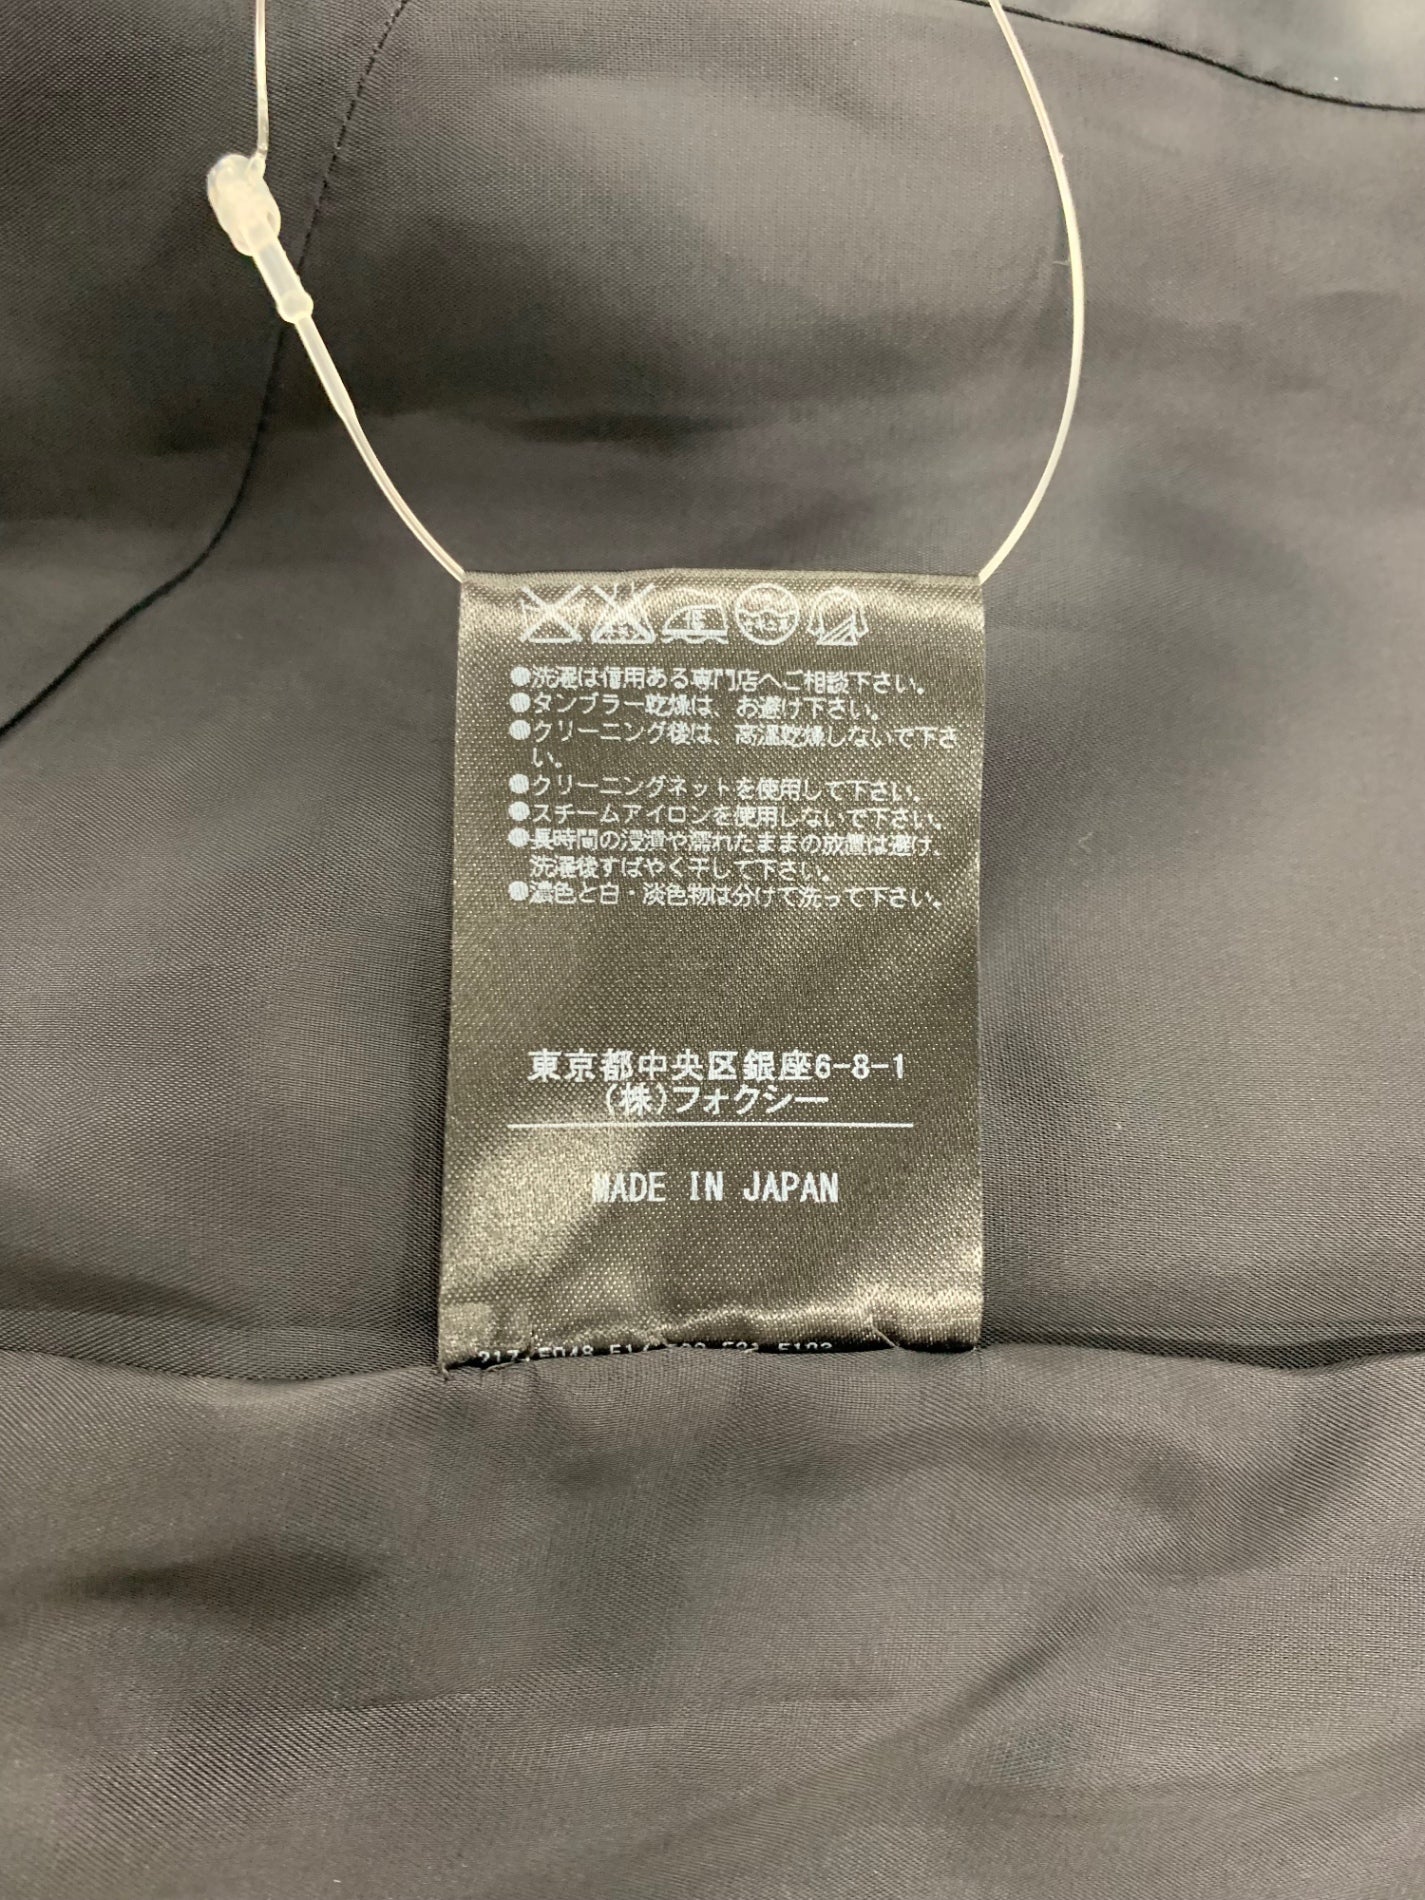 ●洗濯は信用ある専門店へご相談下さい。
●タンブラー乾燥は、お避け下さい。
●クリーニング後は、高温乾燥しないで下さ
い。
●クリーニングネットを使用して下さい。
●スチームアイロンを使用しないで下さい。
●長時間の浸漬や濡れたままの放置は避け、
洗濯後すばやく干して下さい。
●濃色と白・淡色物は分けて洗って下さい。
東京都中央区銀座6-8-1
(株)フォクシー
MADE IN JAPAN